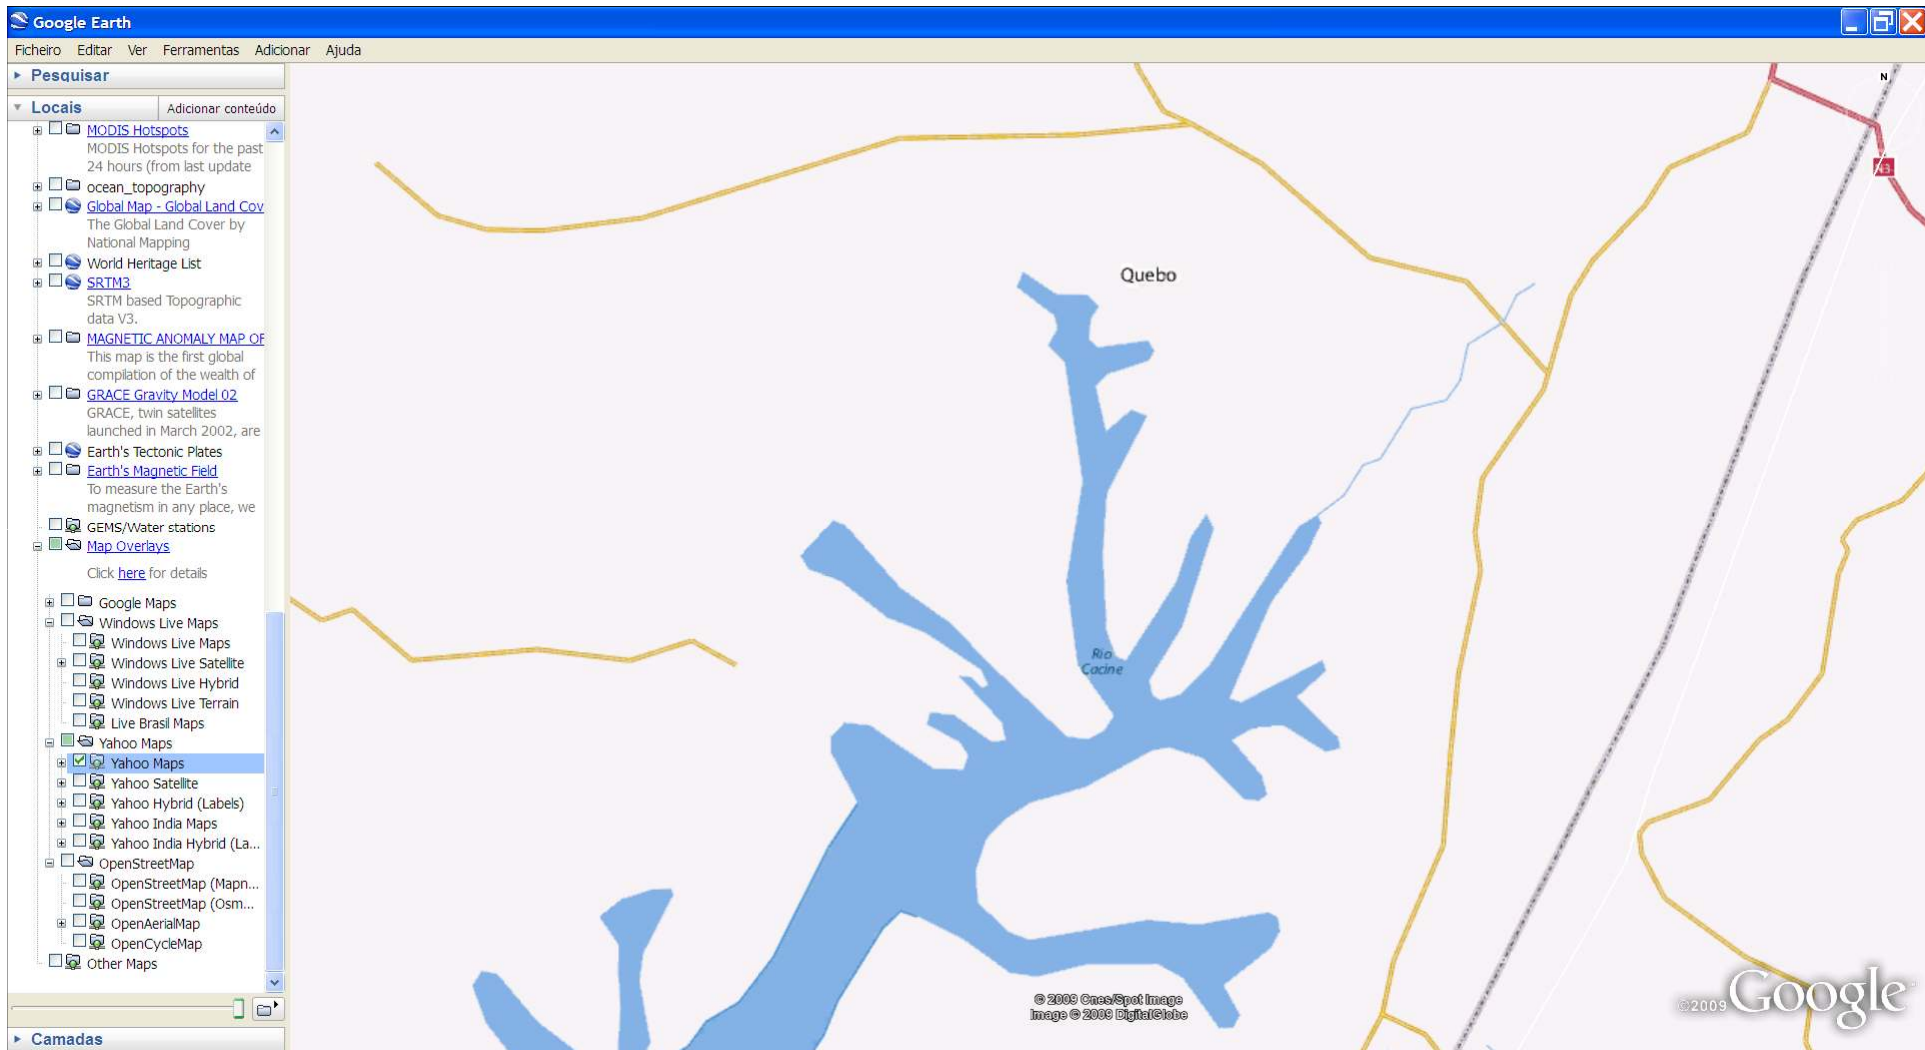 Google Earth
Ficheiro Editar Ver Ferramentas Adicionar Ajuda
Pesquisar
Locais Adicionar conteúdo
MODIS Hotspots
MODIS Hotspots for the past
24 hours (from last update
ocean_topography
Global Map - Global Land Cov
The Global Land Cover by
National Mapping
World Heritage List
SRTM3
SRTM based Topographic
data V3.
MAGNETIC ANOMALY MAP OF
This map is the first global
compilation of the wealth of
GRACE Gravity Model 02
GRACE, twin satellites
launched in March 2002, are
Earth's Tectonic Plates
Earth's Magnetic Field
To measure the Earth's
magnetism in any place, we
GEMS/Water stations
Map Overlays
Click here for details
Google Maps
Windows Live Maps
Windows Live Maps
Windows Live Satellite
Windows Live Hybrid
Windows Live Terrain
Live Brasil Maps
Yahoo Maps
Yahoo Maps
Yahoo Satellite
Yahoo Hybrid (Labels)
Yahoo India Maps
Yahoo India Hybrid (La...
OpenStreetMap
OpenStreetMap (Mapn...
OpenStreetMap (Osm...
OpenAerialMap
OpenCycleMap
Other Maps
Camadas
N
N3
Quebo
Rio
Cacine
© 2009 Cnes/Spot Image
Image © 2009 DigitalGlobe
©2009 Google